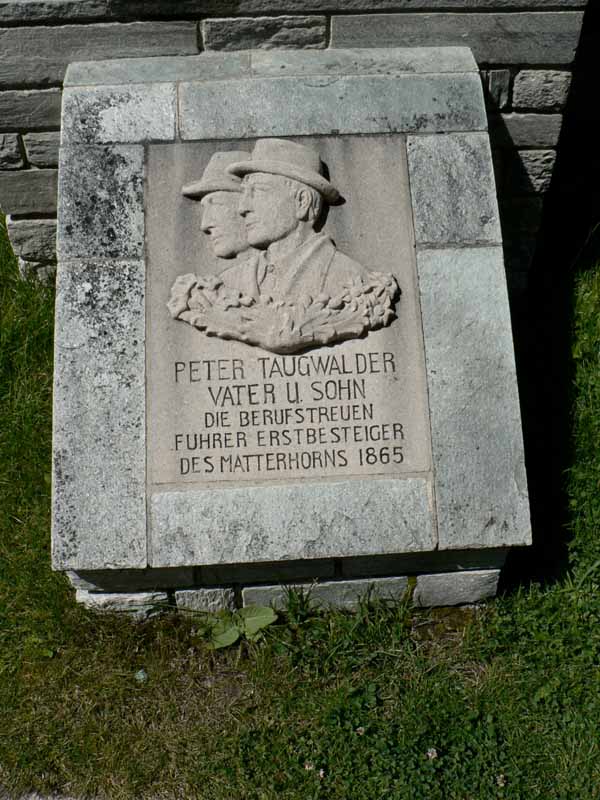 PETER TAUGWALDER
VATER U. SOHN
DIE BERUFSTREUEN
FUHRER ERSTBESTEIGER
DES MATTERHORNS 1865